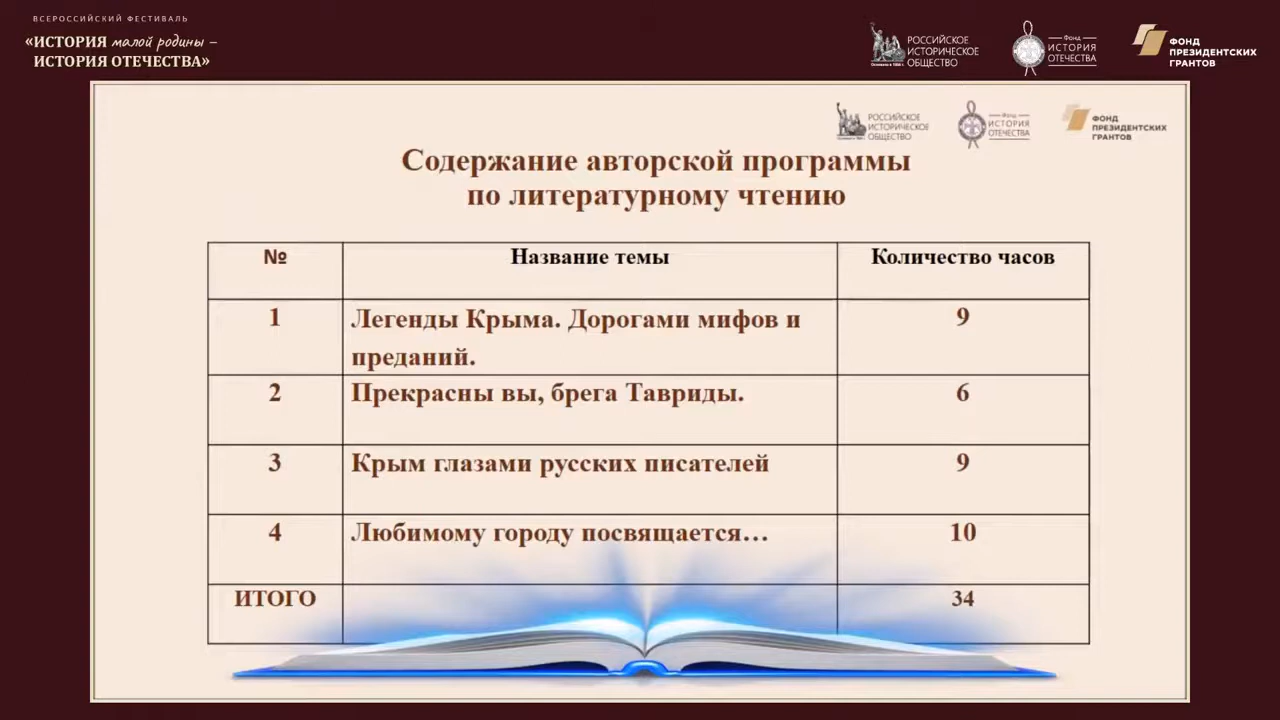 ВСЕРОССИЙСКИЙ ФЕСТИВАЛЬ
«ИСТОРИЯ малой родины –
ИСТОРИЯ ОТЕЧЕСТВА»
РОССИЙСКОЕ
ИСТОРИЧЕСКОЕ
ОБЩЕСТВО
Основано в 1866 г.
Фонд
ИСТОРИЯ
ОТЕЧЕСТВА
ФОНД
ПРЕЗИДЕНТСКИХ
ГРАНТОВ
РОССИЙСКОЕ
ИСТОРИЧЕСКОЕ
ОБЩЕСТВО
Фонд
ИСТОРИЯ
ОТЕЧЕСТВА
ФОНД
ПРЕЗИДЕНТСКИХ
ГРАНТОВ
Содержание авторской программы
по литературному чтению
№ Название темы Количество часов
1 Легенды Крыма. Дорогами мифов и 9
преданий.
2 Прекрасны вы, брега Тавриды. 6
3 Крым глазами русских писателей 9
4 Любимому городу посвящается… 10
ИТОГО 34